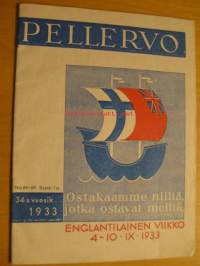 PELLERVO
34:s vuosik.
1933
Ostakaamme niiltä,
jotka ostavat meiltä.
ENGLANTILAINEN VIIKKO
4-10·IX·1933